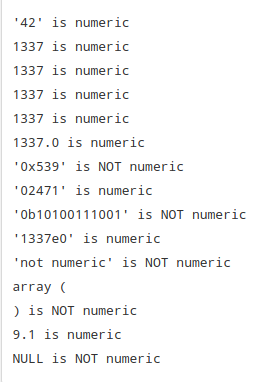 '42' is numeric
1337 is numeric
1337 is numeric
1337 is numeric
1337 is numeric
1337.0 is numeric
'0x539' is NOT numeric
'02471' is numeric
'0b10100111001' is NOT numeric
'1337e0' is numeric
'not numeric' is NOT numeric
array (
) is NOT numeric
9.1 is numeric
NULL is NOT numeric